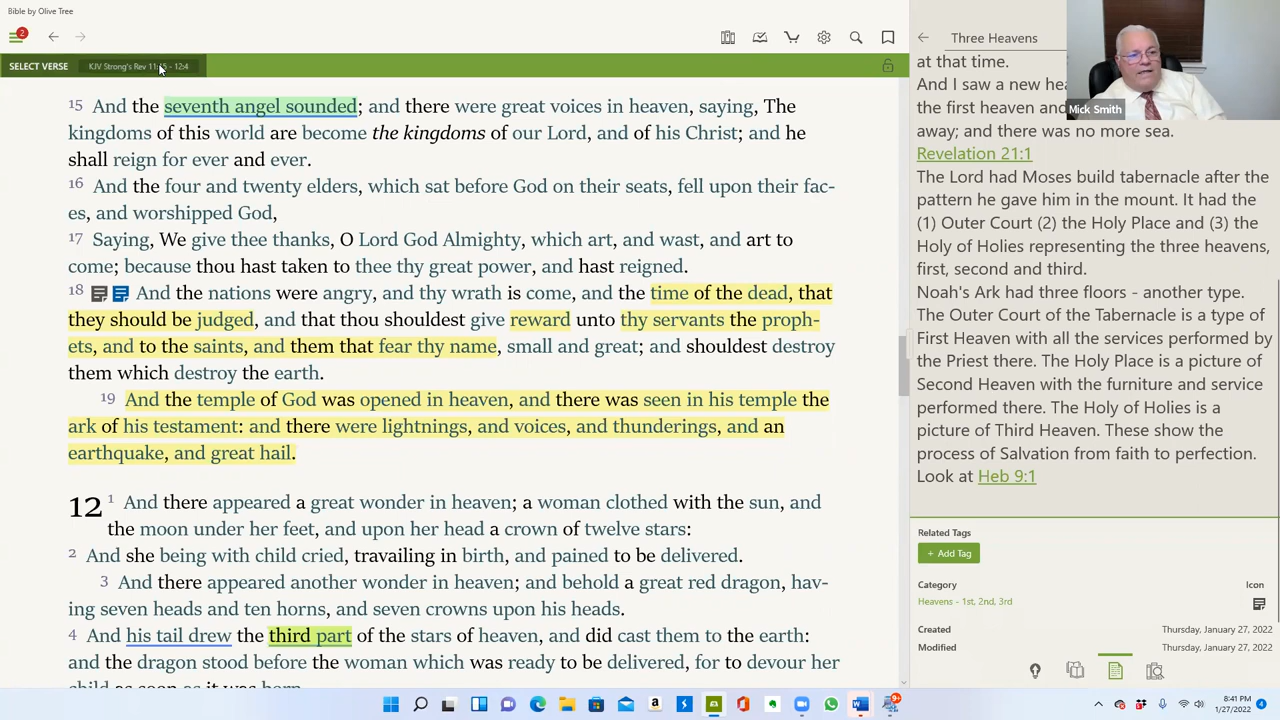 Bible by Olive Tree
2
SELECT VERSE
KJV Strong's Rev 11:15 - 12:4
15 And the seventh angel sounded; and there were great voices in heaven, saying, The
kingdoms of this world are become the kingdoms of our Lord, and of his Christ; and he
shall reign for ever and ever.
16 And the four and twenty elders, which sat before God on their seats, fell upon their fac-
es, and worshipped God,
17 Saying, We give thee thanks, O Lord God Almighty, which art, and wast, and art to
come; because thou hast taken to thee thy great power, and hast reigned.
18 And the nations were angry, and thy wrath is come, and the time of the dead, that
they should be judged, and that thou shouldest give reward unto thy servants the proph-
ets, and to the saints, and them that fear thy name, small and great; and shouldest destroy
them which destroy the earth.
19 And the temple of God was opened in heaven, and there was seen in his temple the
ark of his testament: and there were lightnings, and voices, and thunderings, and an
earthquake, and great hail.
12 1 And there appeared a great wonder in heaven; a woman clothed with the sun, and
the moon under her feet, and upon her head a crown of twelve stars:
2 And she being with child cried, travailing in birth, and pained to be delivered.
3 And there appeared another wonder in heaven; and behold a great red dragon, hav-
ing seven heads and ten horns, and seven crowns upon his heads.
4 And his tail drew the third part of the stars of heaven, and did cast them to the earth:
and the dragon stood before the woman which was ready to be delivered, for to devour her
child as soon as it was born.
Three Heavens
at that time.
And I saw a new hea
the first heaven and
away; and there was no more sea.
Revelation 21:1
The Lord had Moses build tabernacle after the
pattern he gave him in the mount. It had the
(1) Outer Court (2) the Holy Place and (3) the
Holy of Holies representing the three heavens,
first, second and third.
Noah's Ark had three floors - another type.
The Outer Court of the Tabernacle is a type of
First Heaven with all the services performed by
the Priest there. The Holy Place is a picture of
Second Heaven with the furniture and service
performed there. The Holy of Holies is a
picture of Third Heaven. These show the
process of Salvation from faith to perfection.
Look at Heb 9:1
Related Tags
+ Add Tag
Category
Icon
Heavens - 1st, 2nd, 3rd
Created
Thursday, January 27, 2022
Modified
Thursday, January 27, 2022
Mick Smith
8:41 PM
1/27/2022